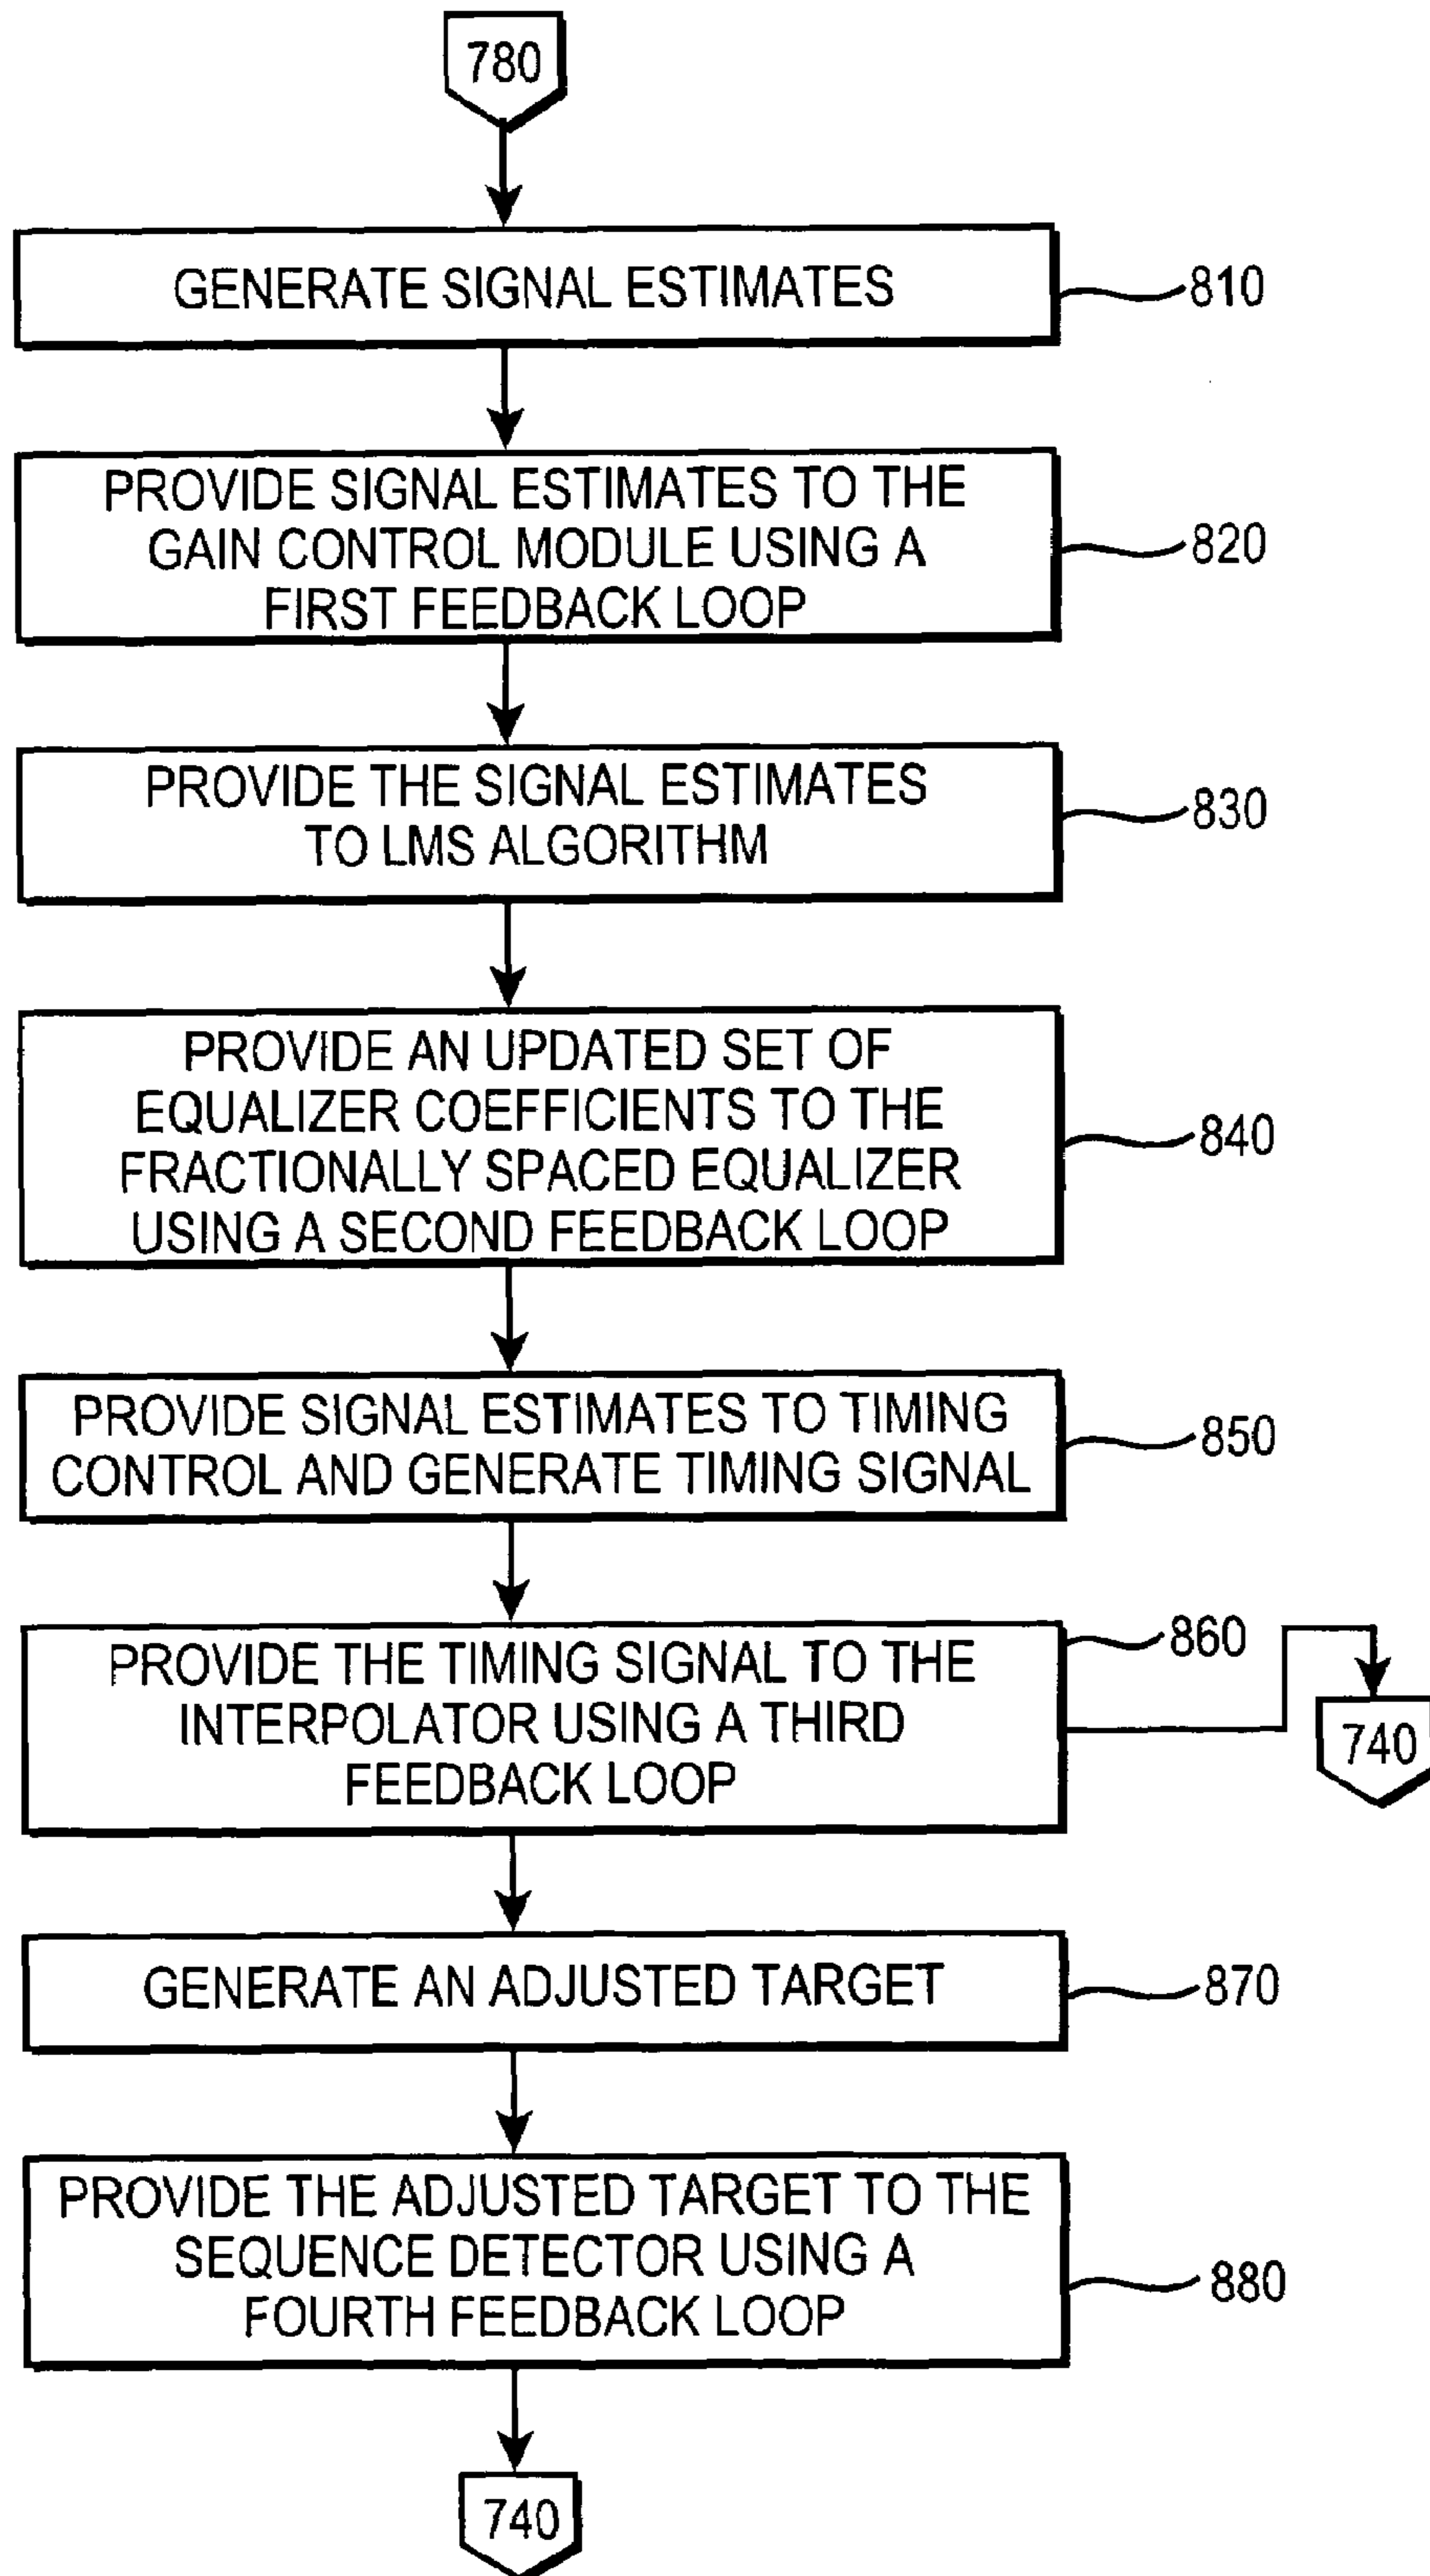 780
GENERATE SIGNAL ESTIMATES
810
PROVIDE SIGNAL ESTIMATES TO THE
GAIN CONTROL MODULE USING A
FIRST FEEDBACK LOOP
820
PROVIDE THE SIGNAL ESTIMATES
TO LMS ALGORITHM
830
PROVIDE AN UPDATED SET OF
EQUALIZER COEFFICIENTS TO THE
FRACTIONALLY SPACED EQUALIZER
USING A SECOND FEEDBACK LOOP
840
PROVIDE SIGNAL ESTIMATES TO TIMING
CONTROL AND GENERATE TIMING SIGNAL
850
PROVIDE THE TIMING SIGNAL TO THE
INTERPOLATOR USING A THIRD
FEEDBACK LOOP
860
740
GENERATE AN ADJUSTED TARGET
870
PROVIDE THE ADJUSTED TARGET TO THE
SEQUENCE DETECTOR USING A
FOURTH FEEDBACK LOOP
880
740